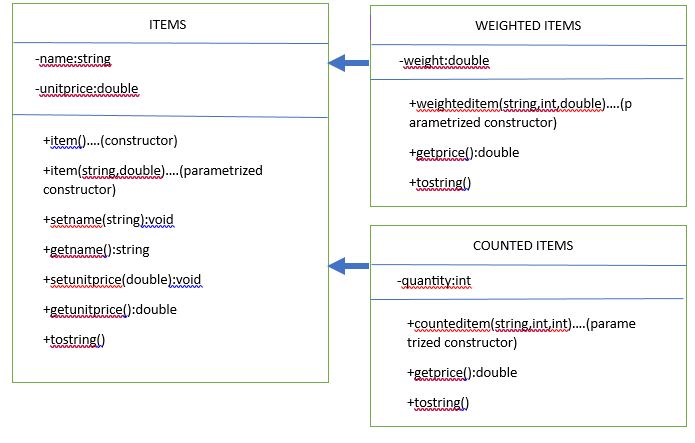 ITEMS
-name:string
-unitprice:double
+item()....(constructor)
+item(string,double)....(parametrized
constructor)
+setname(string):void
+getname():string
+setunitprice(double):void
+getunitprice():double
+tostring()
WEIGHTED ITEMS
-weight:double
+weighteditem(string,int,double)....(p
arametrized constructor)
+getprice():double
+tostring()
COUNTED ITEMS
-quantity:int
+counteditem(string,int,int)....(parame
trized constructor)
+getprice():double
+tostring()